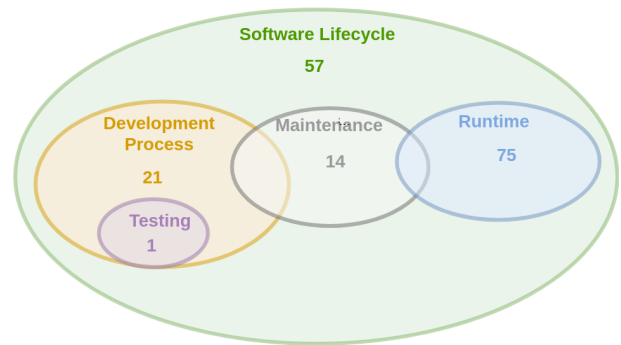 Software Lifecycle
57
Development
Process
21
Maintenance
14
Runtime
75
Testing
1